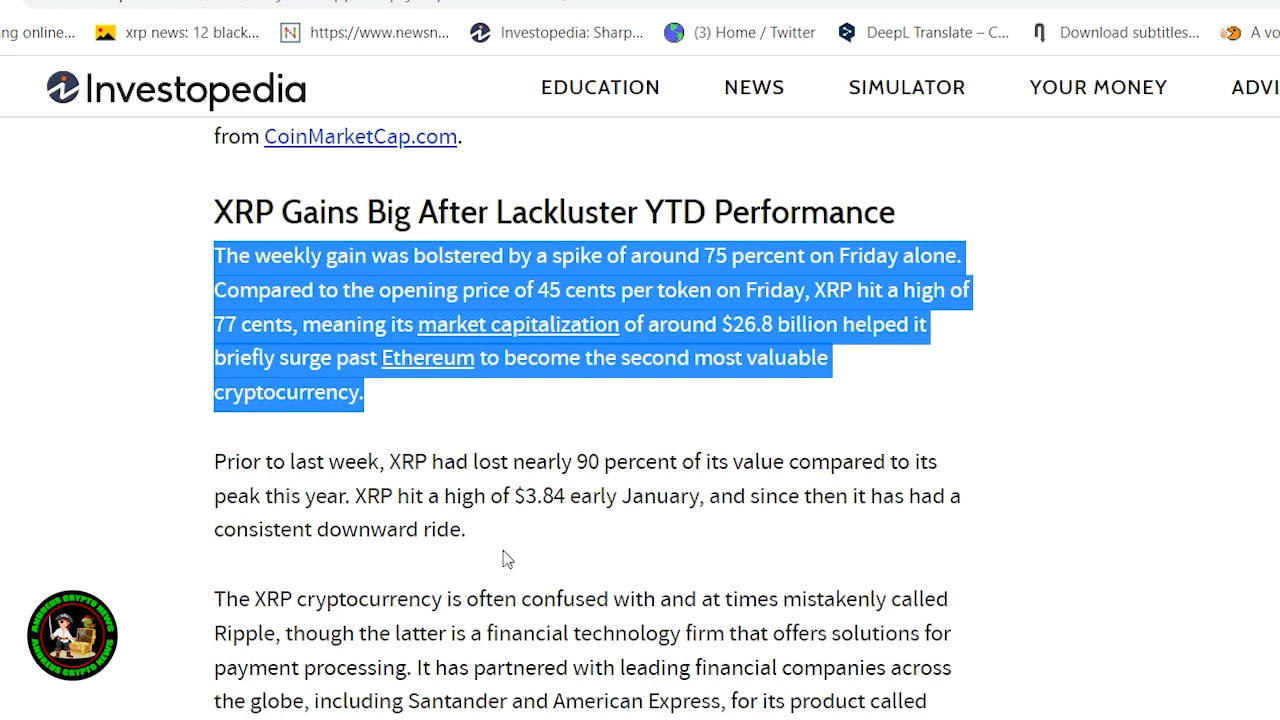 ng online...
xrp news: 12 black...
https://www.newsn...
Investopedia: Sharp...
(3) Home / Twitter
DeepL Translate – C...
Download subtitles...
A vo
Investopedia
EDUCATION
NEWS
SIMULATOR
YOUR MONEY
ADVI
from CoinMarketCap.com.
XRP Gains Big After Lackluster YTD Performance
The weekly gain was bolstered by a spike of around 75 percent on Friday alone.
Compared to the opening price of 45 cents per token on Friday, XRP hit a high of
77 cents, meaning its market capitalization of around $26.8 billion helped it
briefly surge past Ethereum to become the second most valuable
cryptocurrency.
Prior to last week, XRP had lost nearly 90 percent of its value compared to its
peak this year. XRP hit a high of $3.84 early January, and since then it has had a
consistent downward ride.
The XRP cryptocurrency is often confused with and at times mistakenly called
Ripple, though the latter is a financial technology firm that offers solutions for
payment processing. It has partnered with leading financial companies across
the globe, including Santander and American Express, for its product called
ANDREUS CRYPTO NEWS
ANDREUS CRYPTO NEWS